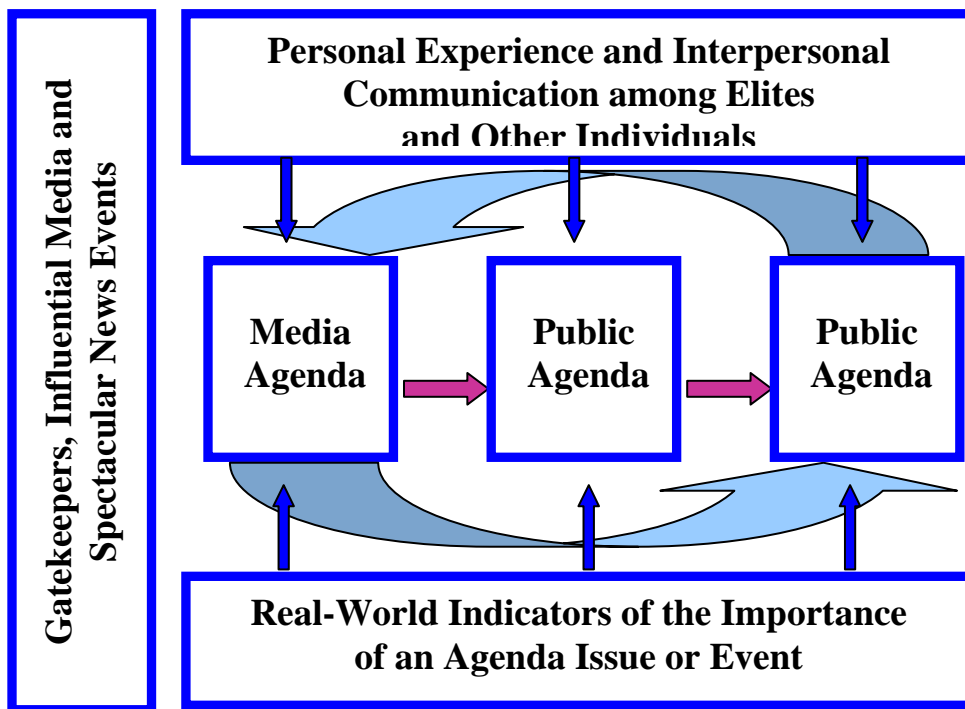 Gatekeepers, Influential Media and
Spectacular News Events
Personal Experience and Interpersonal
Communication among Elites
and Other Individuals
Media
Agenda
Public
Agenda
Public
Agenda
Real-World Indicators of the Importance
of an Agenda Issue or Event